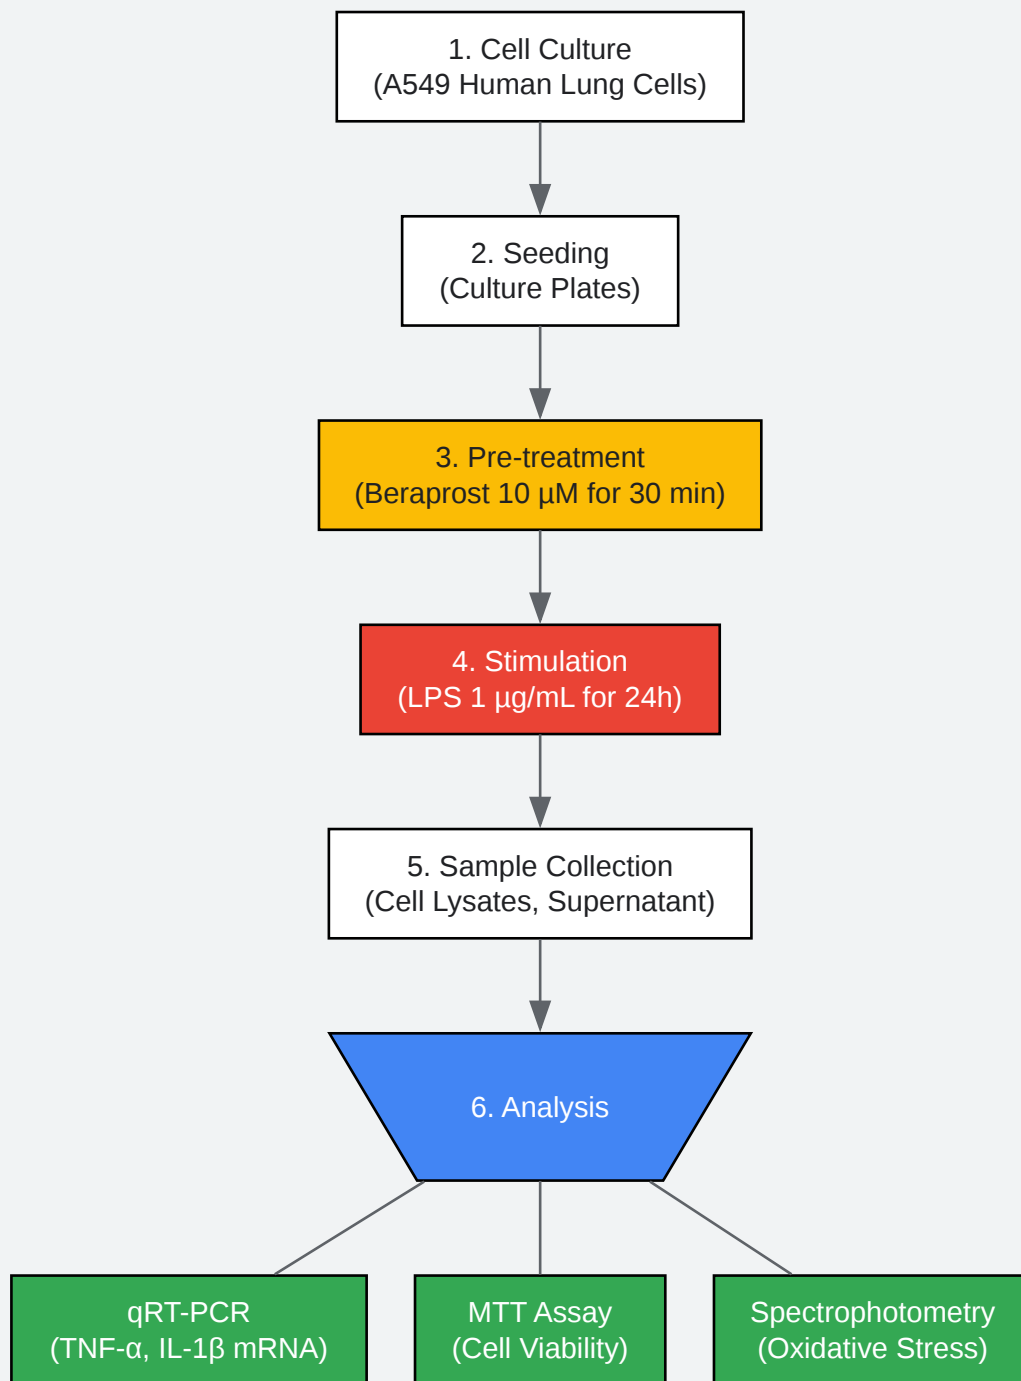 1. Cell Culture
(A549 Human Lung Cells)
2. Seeding
(Culture Plates)
3. Pre-treatment
(Beraprost 10 µM for 30 min)
4. Stimulation
(LPS 1 µg/mL for 24h)
5. Sample Collection
(Cell Lysates, Supernatant)
6. Analysis
qRT-PCR
(TNF-α, IL-1β mRNA)
MTT Assay
(Cell Viability)
Spectrophotometry
(Oxidative Stress)